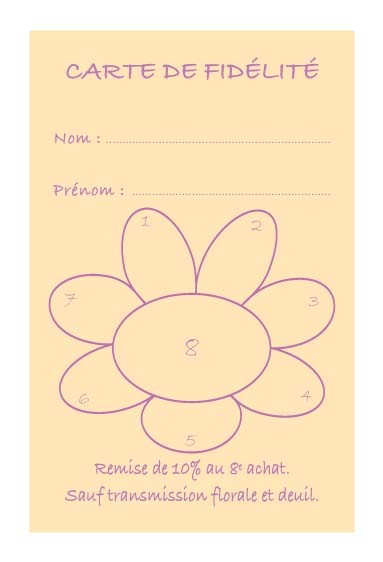 CARTE DE FIDÉLITÉ
Nom : ..........................................................
Prénom : ...................................................
1
2
7
3
8
6
4
5
Remise de 10% au 8e achat.
Sauf transmission florale et deuil.